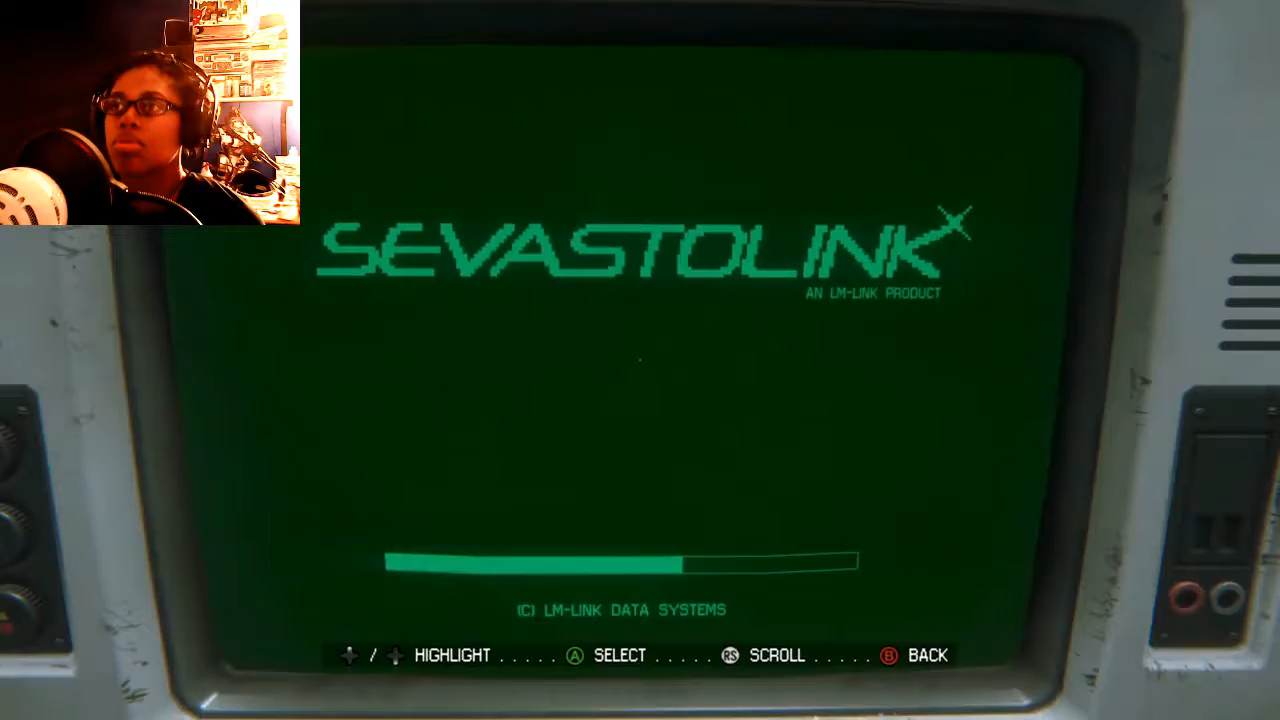 SEVASTOLINK
AN LM-LINK PRODUCT
(C) LM-LINK DATA SYSTEMS
/ HIGHLIGHT ..... A SELECT ..... RS SCROLL ..... B BACK